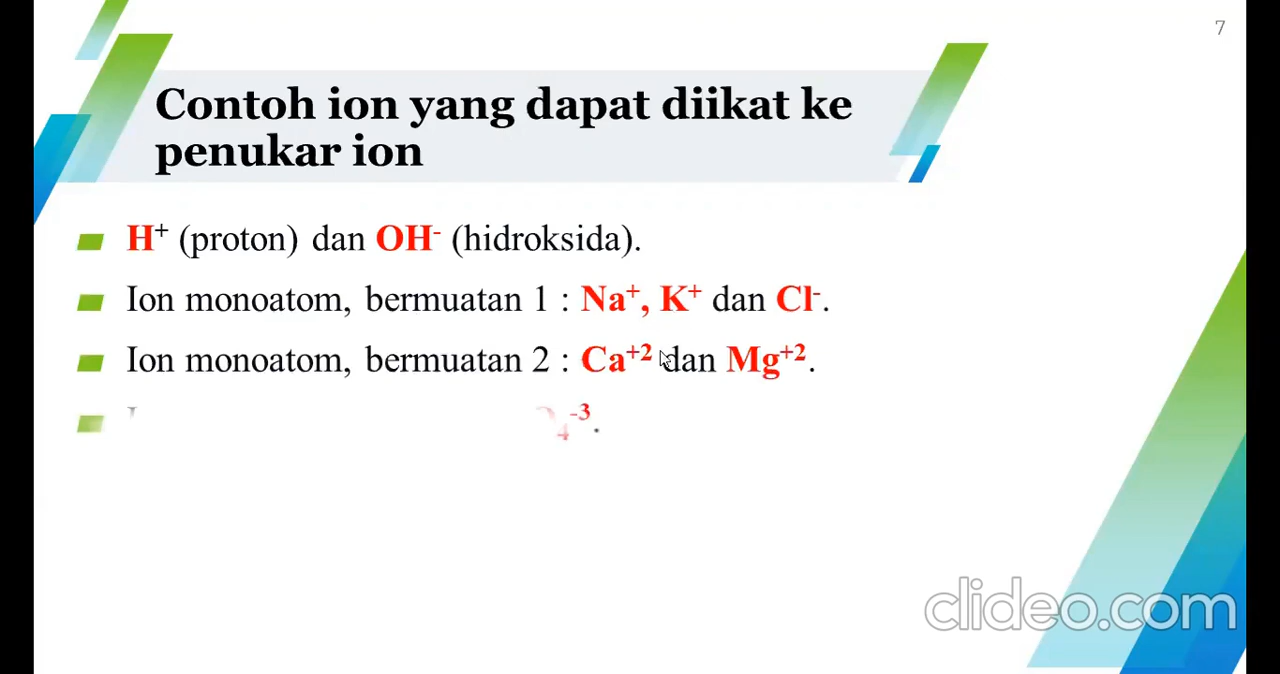 7
Contoh ion yang dapat diikat ke
penukar ion
H⁺ (proton) dan OH⁻ (hidroksida).
Ion monoatom, bermuatan 1 : Na⁺, K⁺ dan Cl⁻.
Ion monoatom, bermuatan 2 : Ca⁺² dan Mg⁺².
₄⁻³.
clideo.com